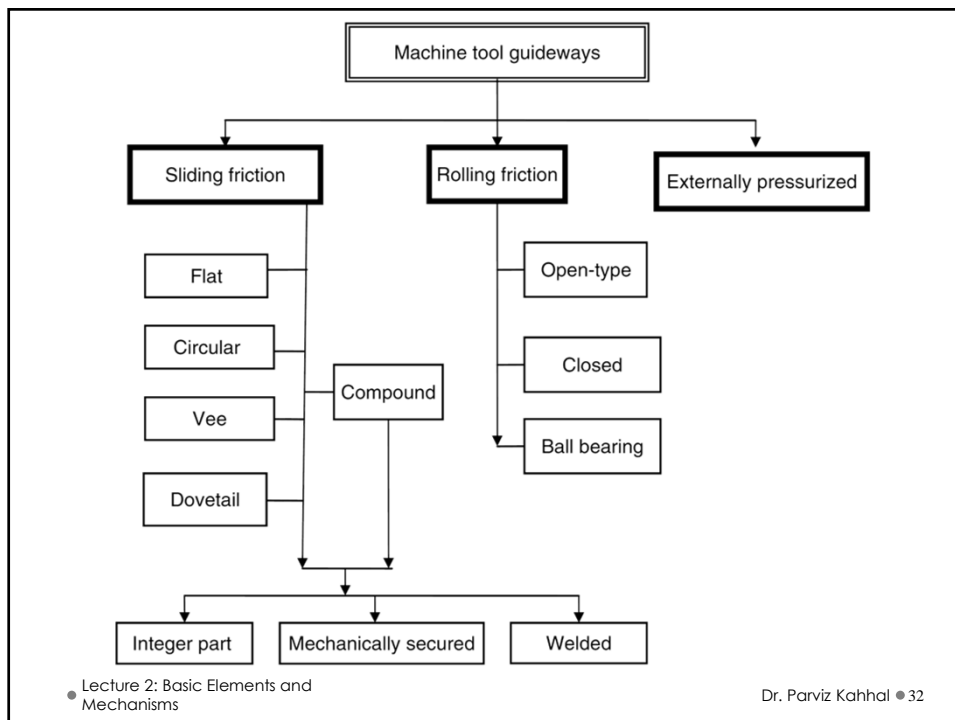 Machine tool guideways
Sliding friction
Rolling friction
Externally pressurized
Flat
Circular
Vee
Dovetail
Compound
Open-type
Closed
Ball bearing
Integer part
Mechanically secured
Welded
Lecture 2: Basic Elements and
Mechanisms
Dr. Parviz Kahhal 32